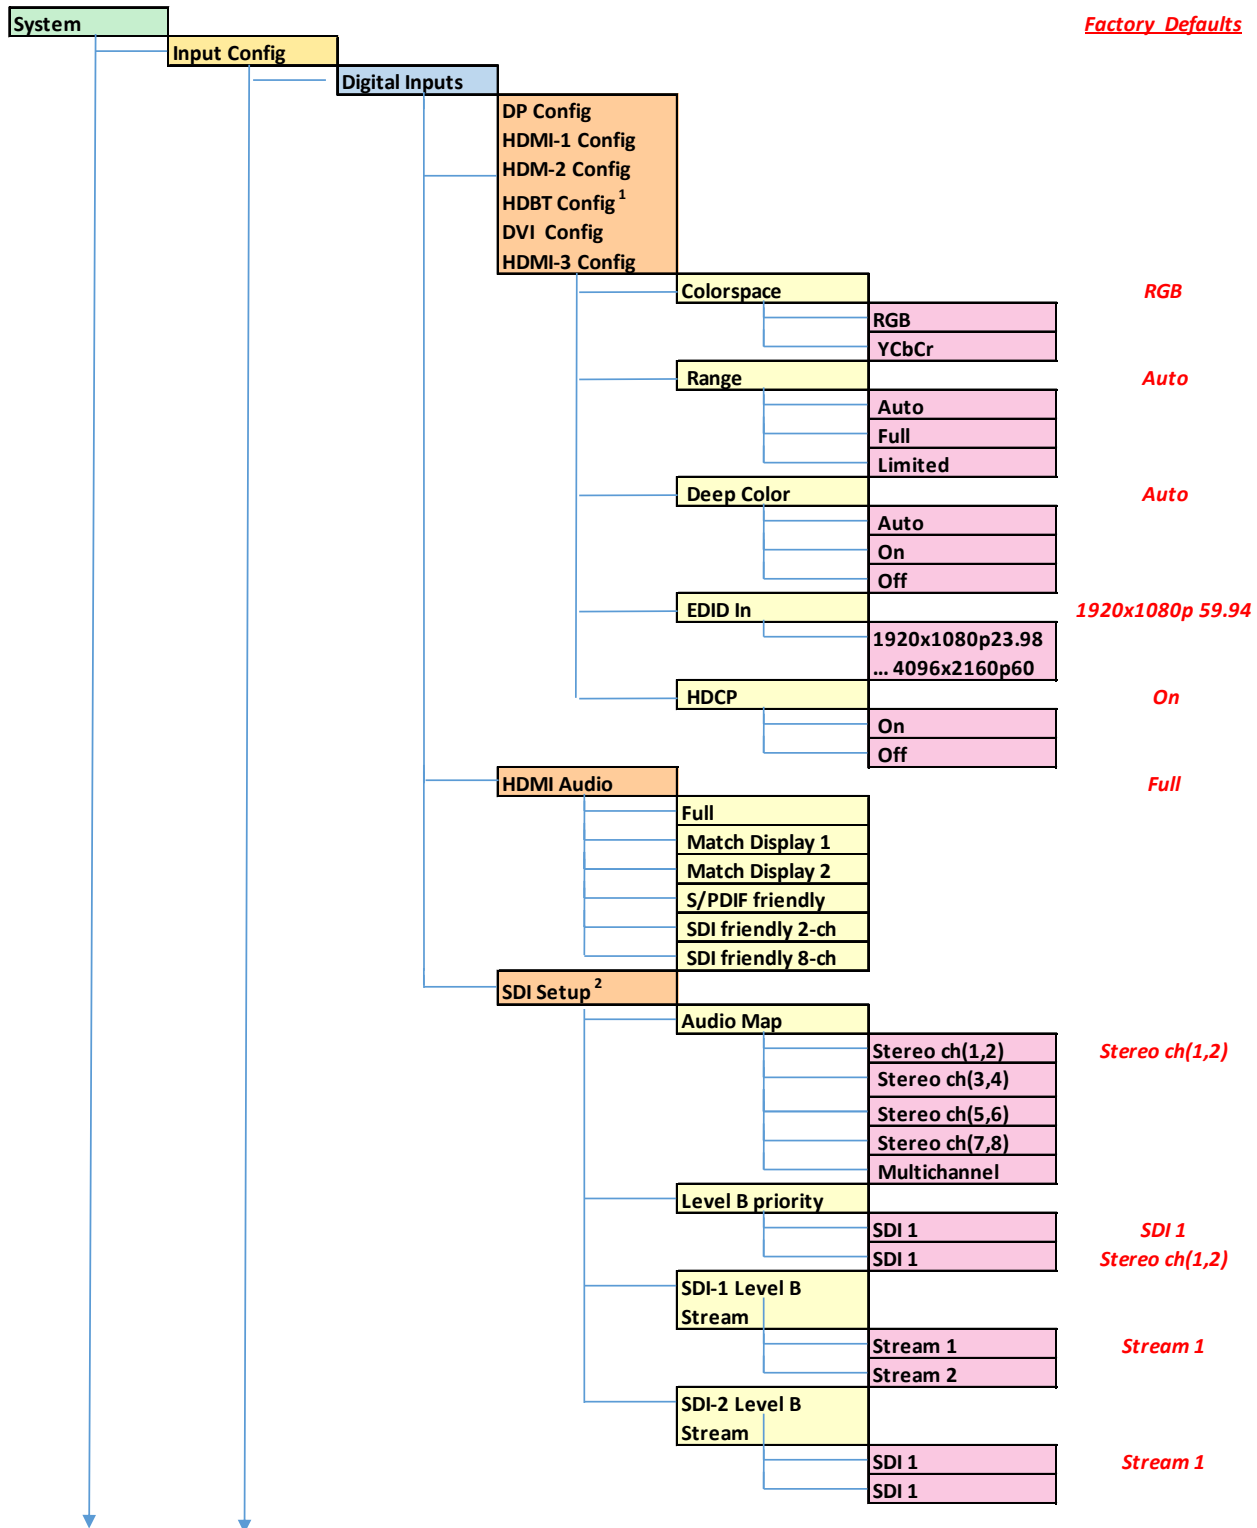 System
Factory Defaults
Input Config
Digital Inputs
DP Config
HDMI-1 Config
HDM-2 Config
HDBT Config 1
DVI Config
HDMI-3 Config
Colorspace
RGB
RGB
YCbCr
Range
Auto
Auto
Full
Limited
Deep Color
Auto
Auto
On
Off
EDID In
1920x1080p 59.94
1920x1080p23.98
... 4096x2160p60
HDCP
On
On
Off
HDMI Audio
Full
Full
Match Display 1
Match Display 2
S/PDIF friendly
SDI friendly 2-ch
SDI friendly 8-ch
SDI Setup 2
Audio Map
Stereo ch(1,2)
Stereo ch(1,2)
Stereo ch(3,4)
Stereo ch(5,6)
Stereo ch(7,8)
Multichannel
Level B priority
SDI 1
SDI 1
SDI 1
Stereo ch(1,2)
SDI-1 Level B
Stream
Stream 1
Stream 1
Stream 2
SDI-2 Level B
Stream
SDI 1
Stream 1
SDI 1